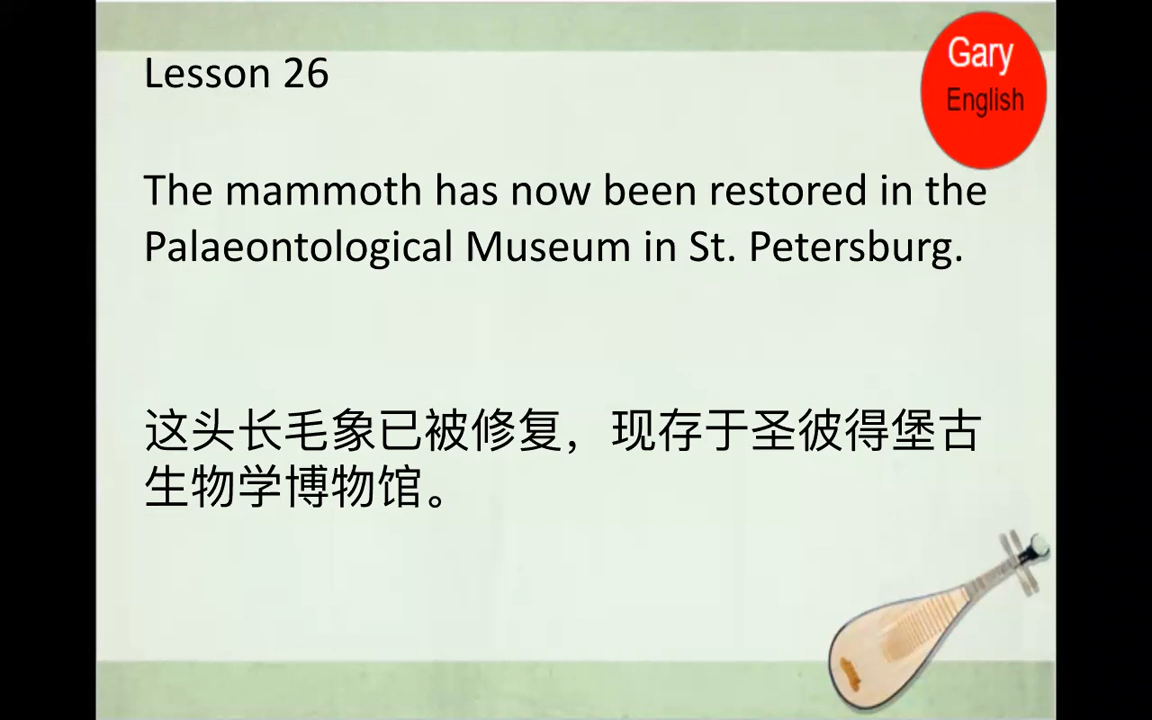 Lesson 26
Gary
English
The mammoth has now been restored in the
Palaeontological Museum in St. Petersburg.
这头长毛象已被修复，现存于圣彼得堡古
生物学博物馆。